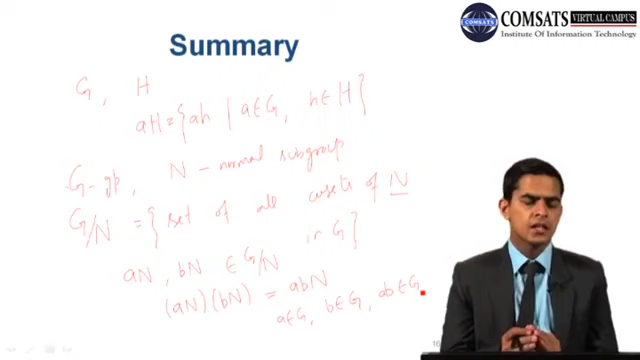 COMSATS VIRTUAL CAMPUS
Institute Of Information Technology
Summary
G, H
aH = {ah | a∈G, h∈H}
G - gp, N - normal subgroup
G/N = {set of all cosets of N
in G}
aN, bN ∈ G/N
(aN)(bN) = abN
a∈G, b∈G, ab∈G
16